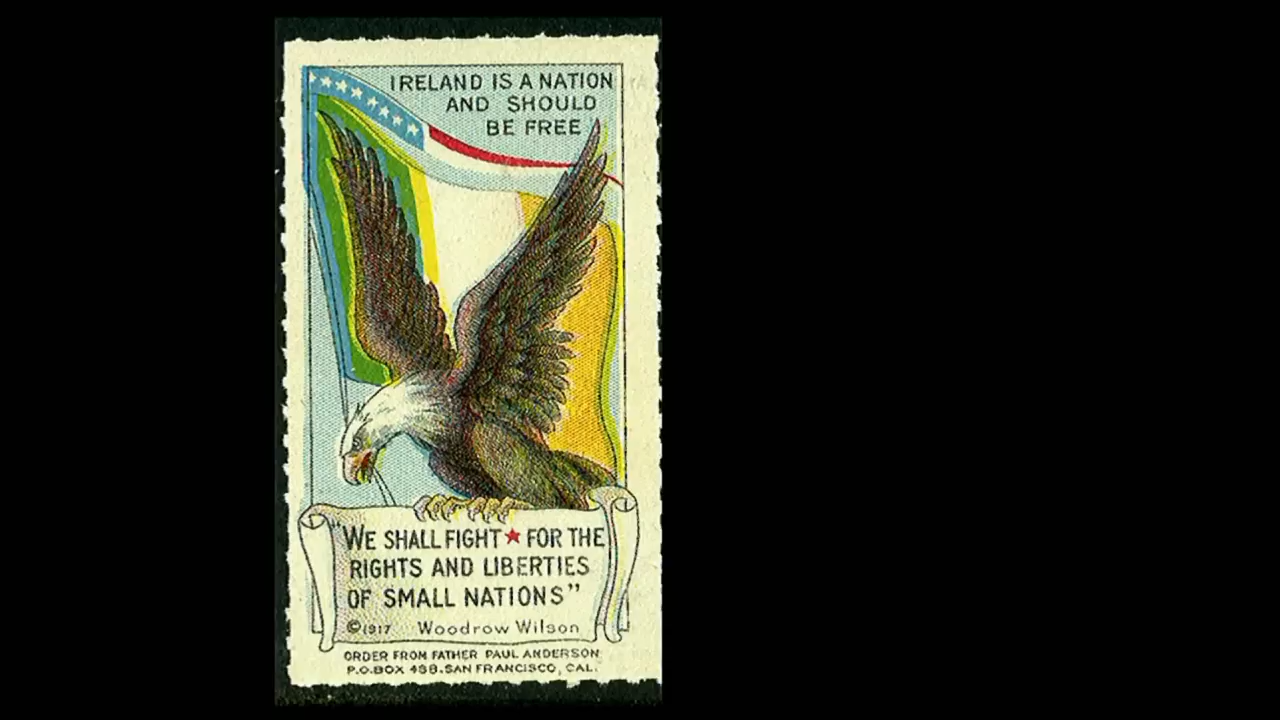 IRELAND IS A NATION
AND SHOULD
BE FREE
"WE SHALL FIGHT ★ FOR THE
RIGHTS AND LIBERTIES
OF SMALL NATIONS"
©1917 Woodrow Wilson
ORDER FROM FATHER PAUL ANDERSON
P.O.BOX 438.SAN FRANCISCO, CAL.